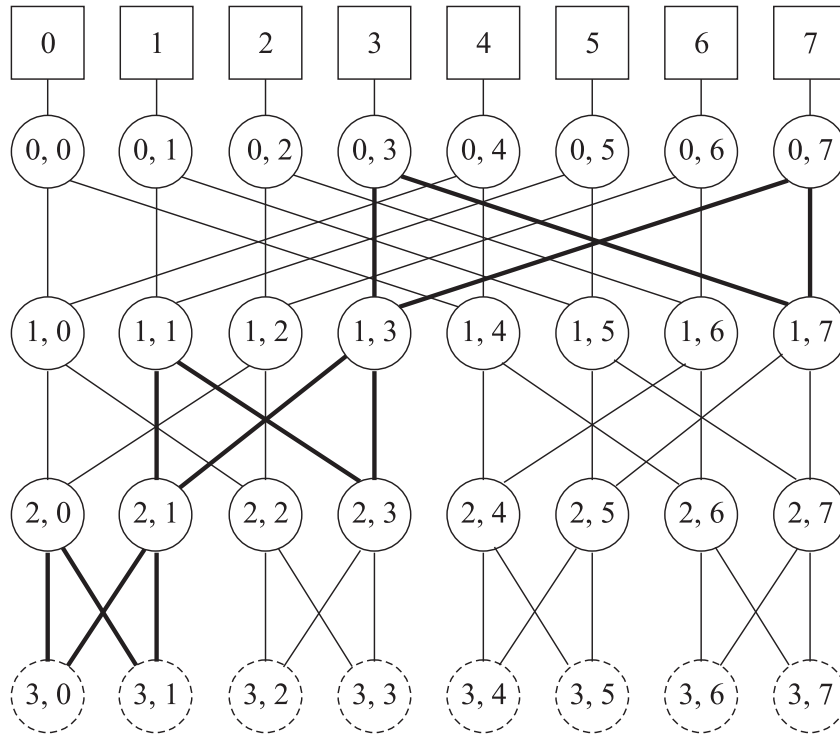 0 1 2 3 4 5 6 7
0, 0 0, 1 0, 2 0, 3 0, 4 0, 5 0, 6 0, 7
1, 0 1, 1 1, 2 1, 3 1, 4 1, 5 1, 6 1, 7
2, 0 2, 1 2, 2 2, 3 2, 4 2, 5 2, 6 2, 7
3, 0 3, 1 3, 2 3, 3 3, 4 3, 5 3, 6 3, 7